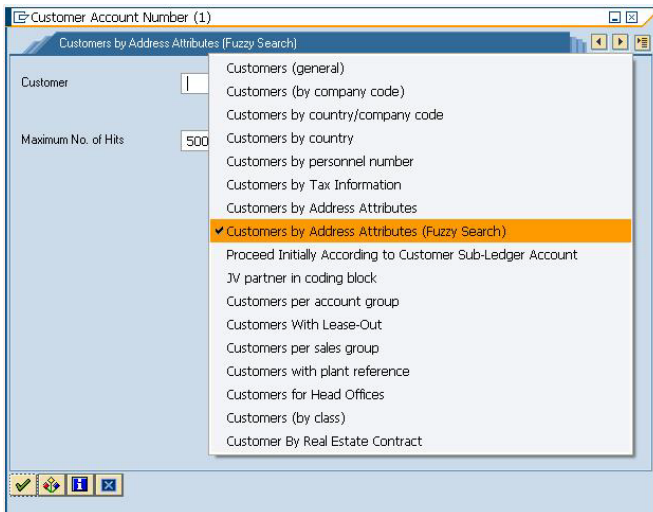 Customer Account Number (1)
Customers by Address Attributes (Fuzzy Search)
Customer
Maximum No. of Hits
500
Customers (general)
Customers (by company code)
Customers by country/company code
Customers by country
Customers by personnel number
Customers by Tax Information
Customers by Address Attributes
Customers by Address Attributes (Fuzzy Search)
Proceed Initially According to Customer Sub-Ledger Account
JV partner in coding block
Customers per account group
Customers With Lease-Out
Customers per sales group
Customers with plant reference
Customers for Head Offices
Customers (by class)
Customer By Real Estate Contract